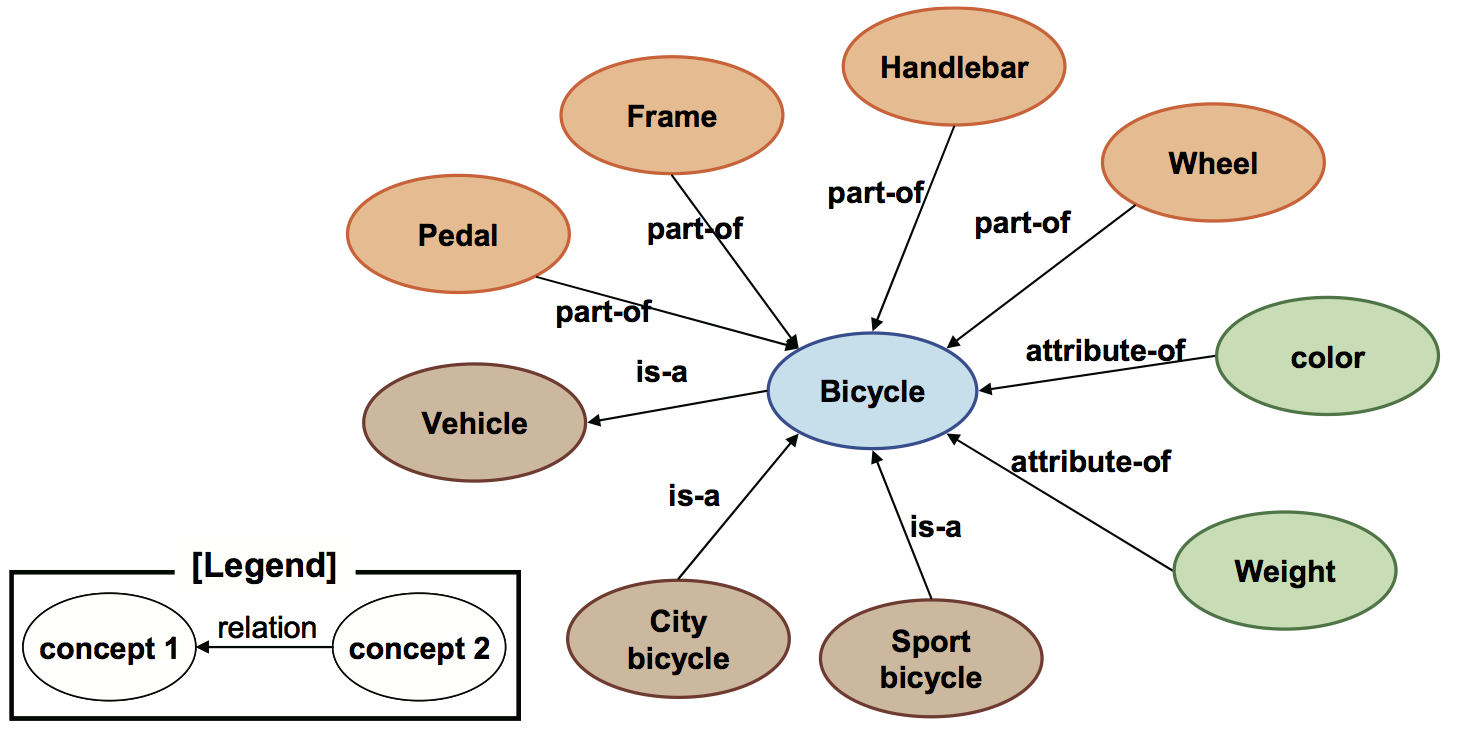 Handlebar
Frame
Wheel
part-of
part-of
part-of
Pedal
part-of
attribute-of
color
is-a
Bicycle
Vehicle
attribute-of
is-a
is-a
Weight
[Legend]
relation
concept 1
concept 2
City
bicycle
Sport
bicycle